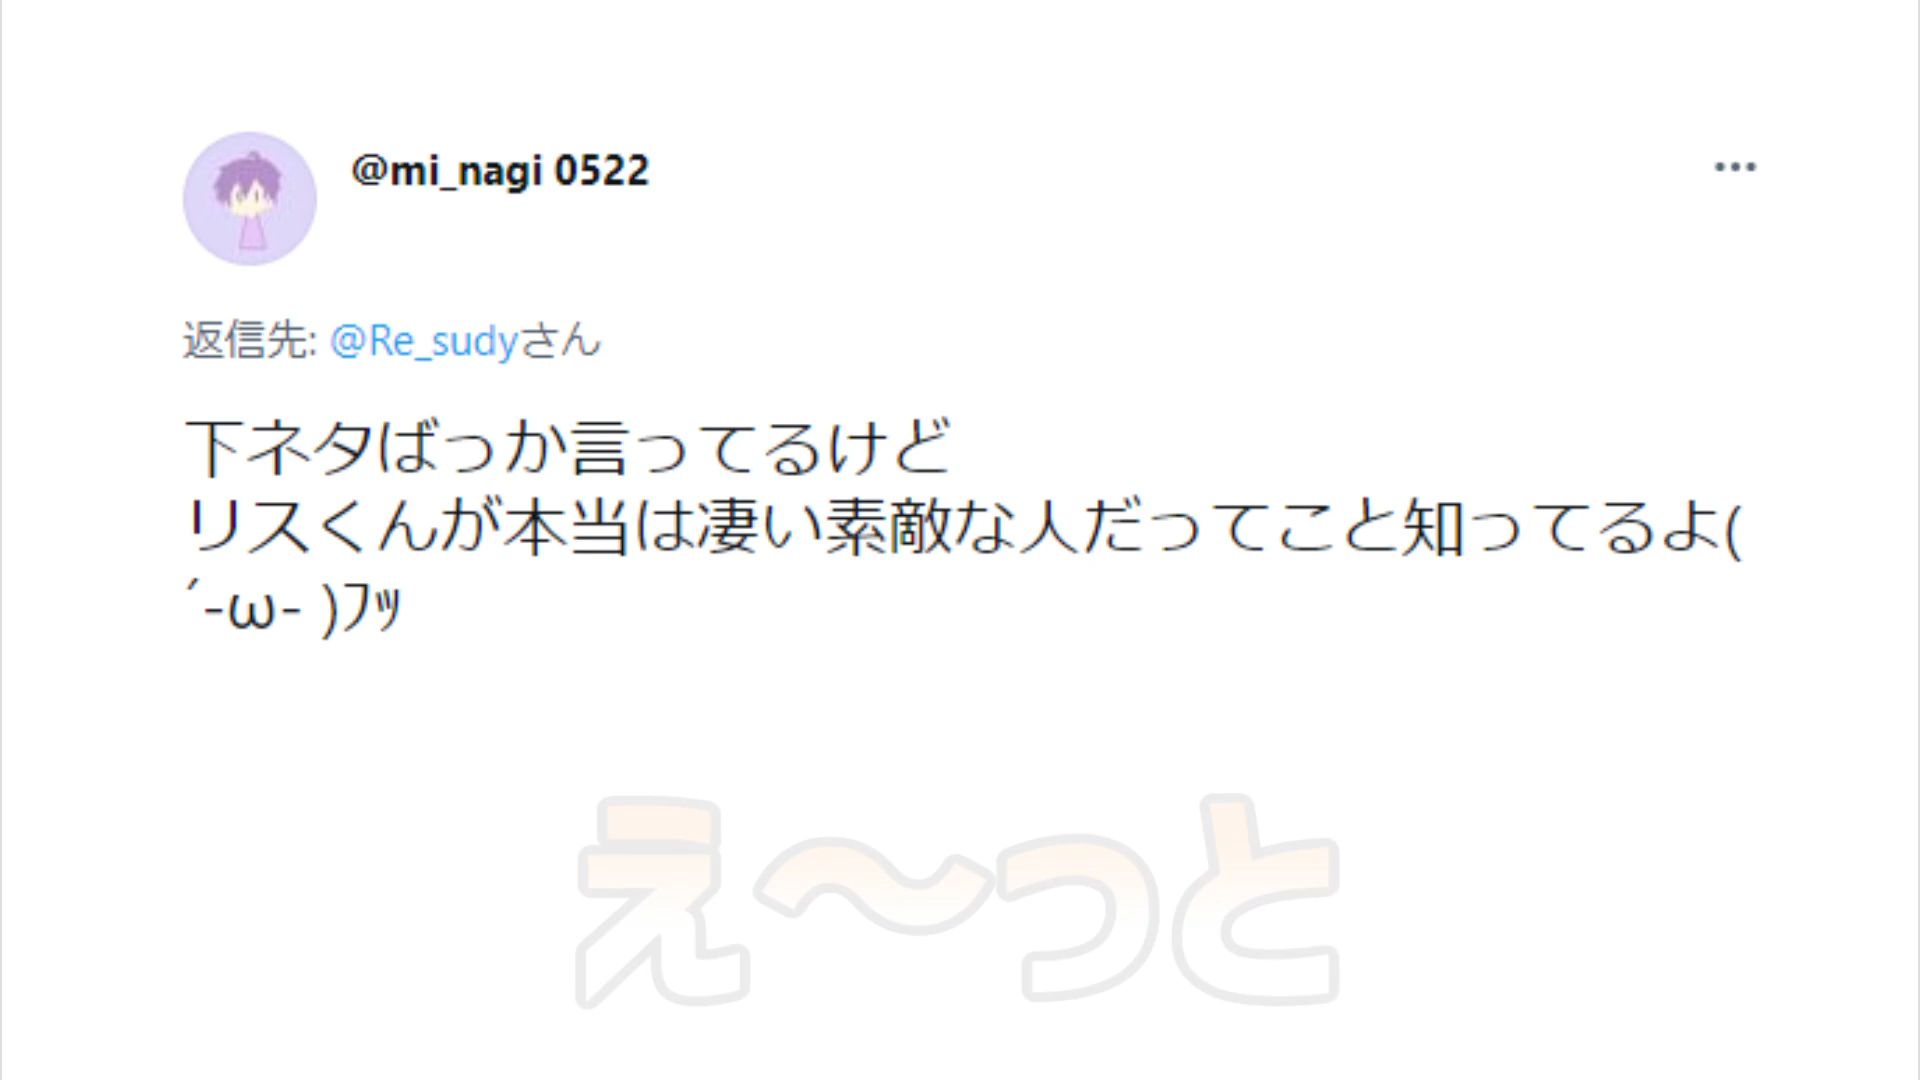 @mi_nagi 0522
返信先: @Re_sudyさん
下ネタばっか言ってるけど
リスくんが本当は凄い素敵な人だってこと知ってるよ(
´-ω- )ﾌｯ
え〜っと